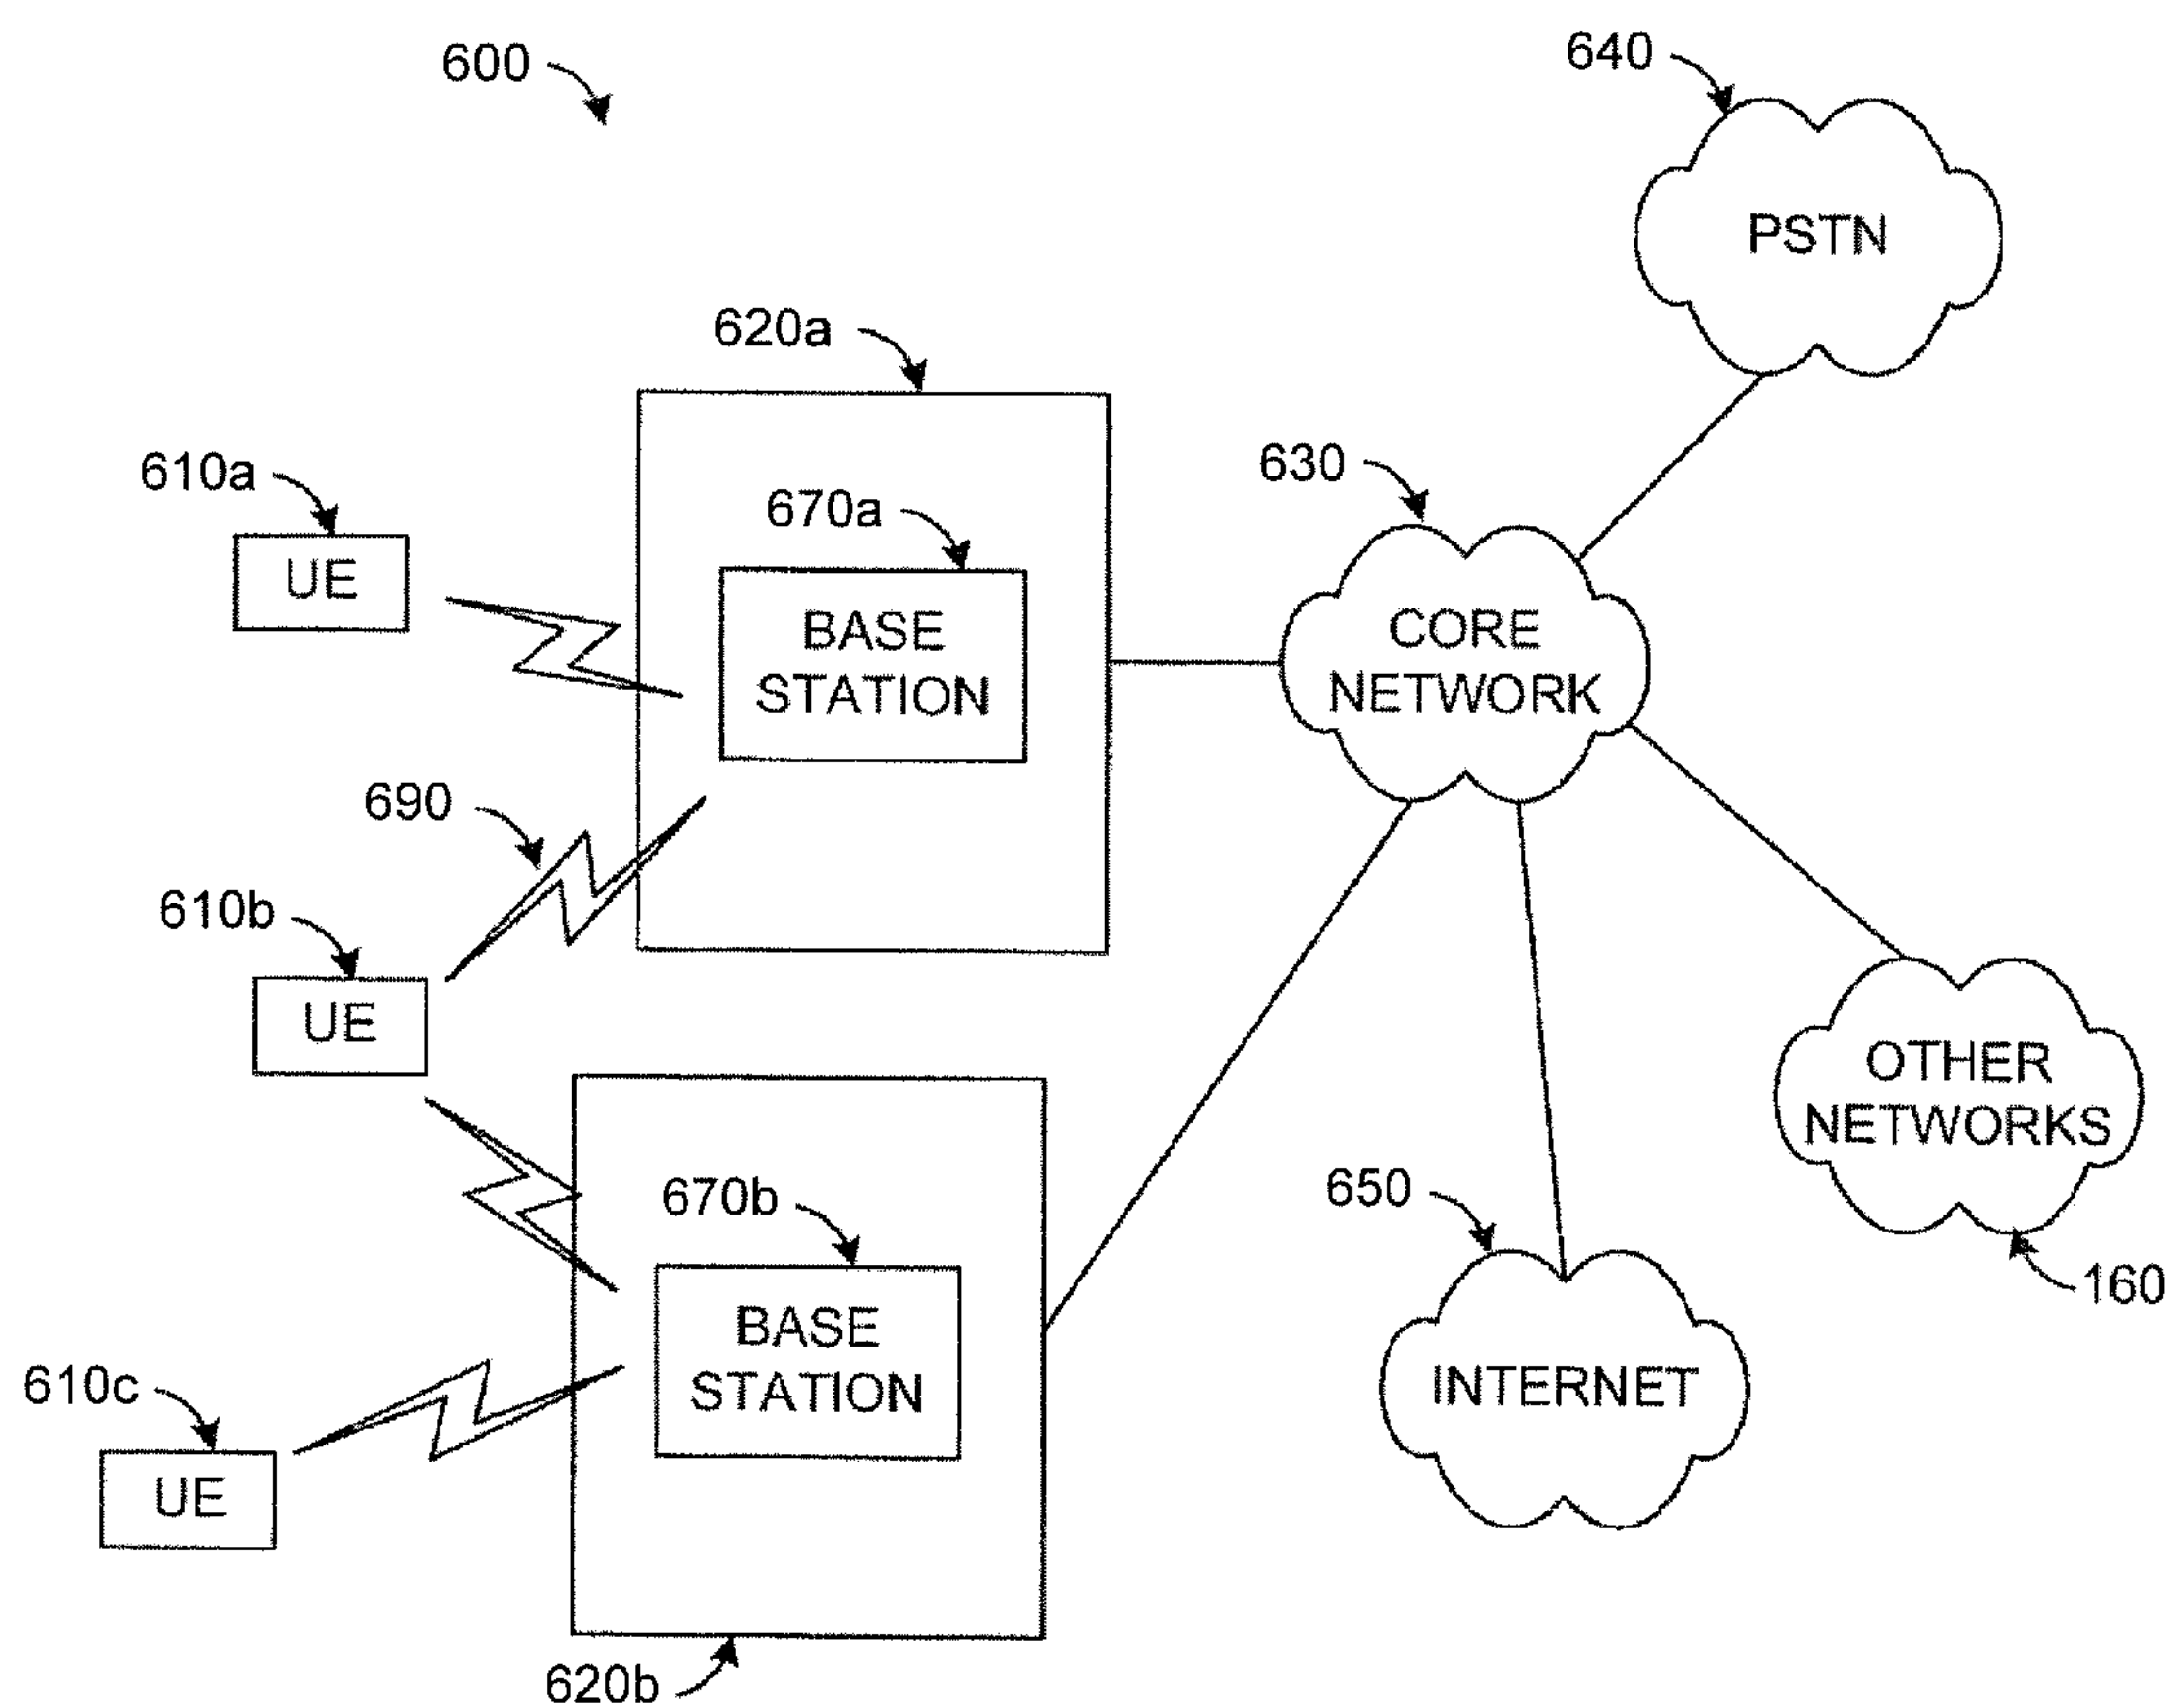 600
640
PSTN
620a
610a
UE
670a
BASE
STATION
630
CORE
NETWORK
690
610b
UE
OTHER
NETWORKS
160
650
INTERNET
670b
BASE
STATION
610c
UE
620b